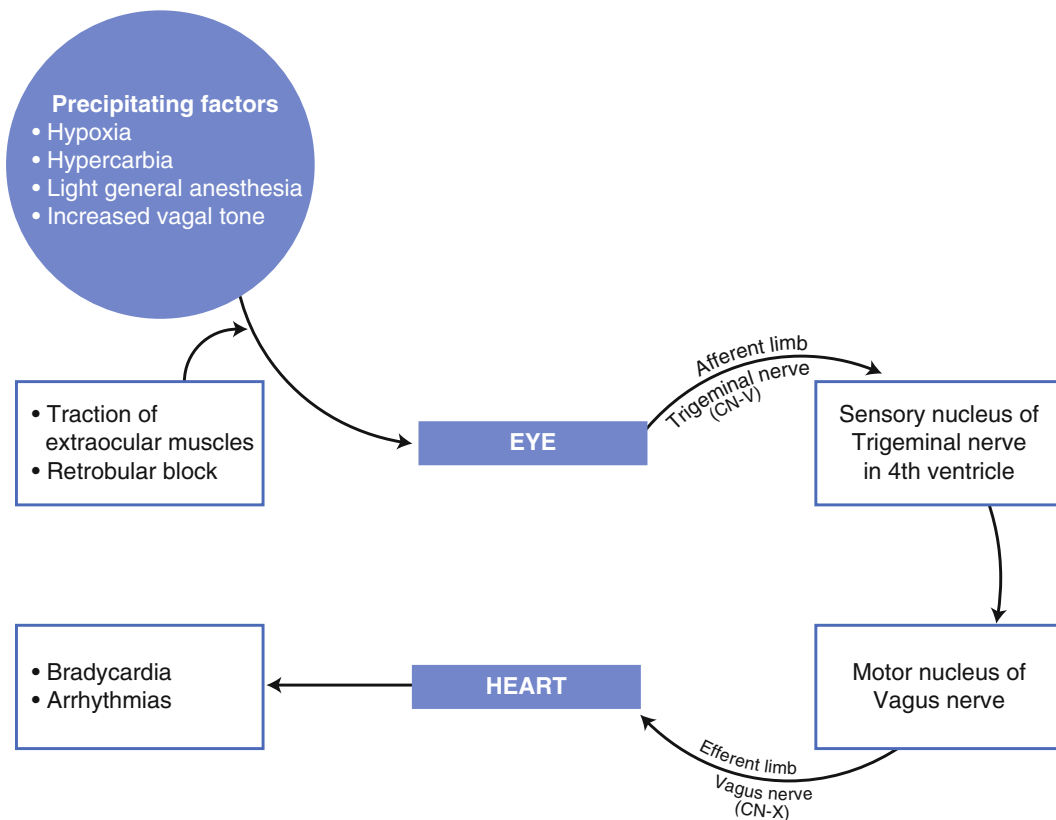 Precipitating factors
• Hypoxia
• Hypercarbia
• Light general anesthesia
• Increased vagal tone
• Traction of
extraocular muscles
• Retrobular block
EYE
Afferent limb
Trigeminal nerve
(CN-V)
Sensory nucleus of
Trigeminal nerve
in 4th ventricle
Motor nucleus of
Vagus nerve
Efferent limb
Vagus nerve
(CN-X)
HEART
• Bradycardia
• Arrhythmias